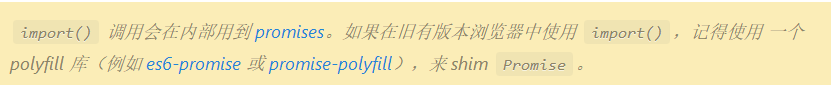 import() 调用会在内部用到 promises。如果在旧有版本浏览器中使用 import()，记得使用 一个
polyfill 库（例如 es6-promise 或 promise-polyfill），来 shim Promise。